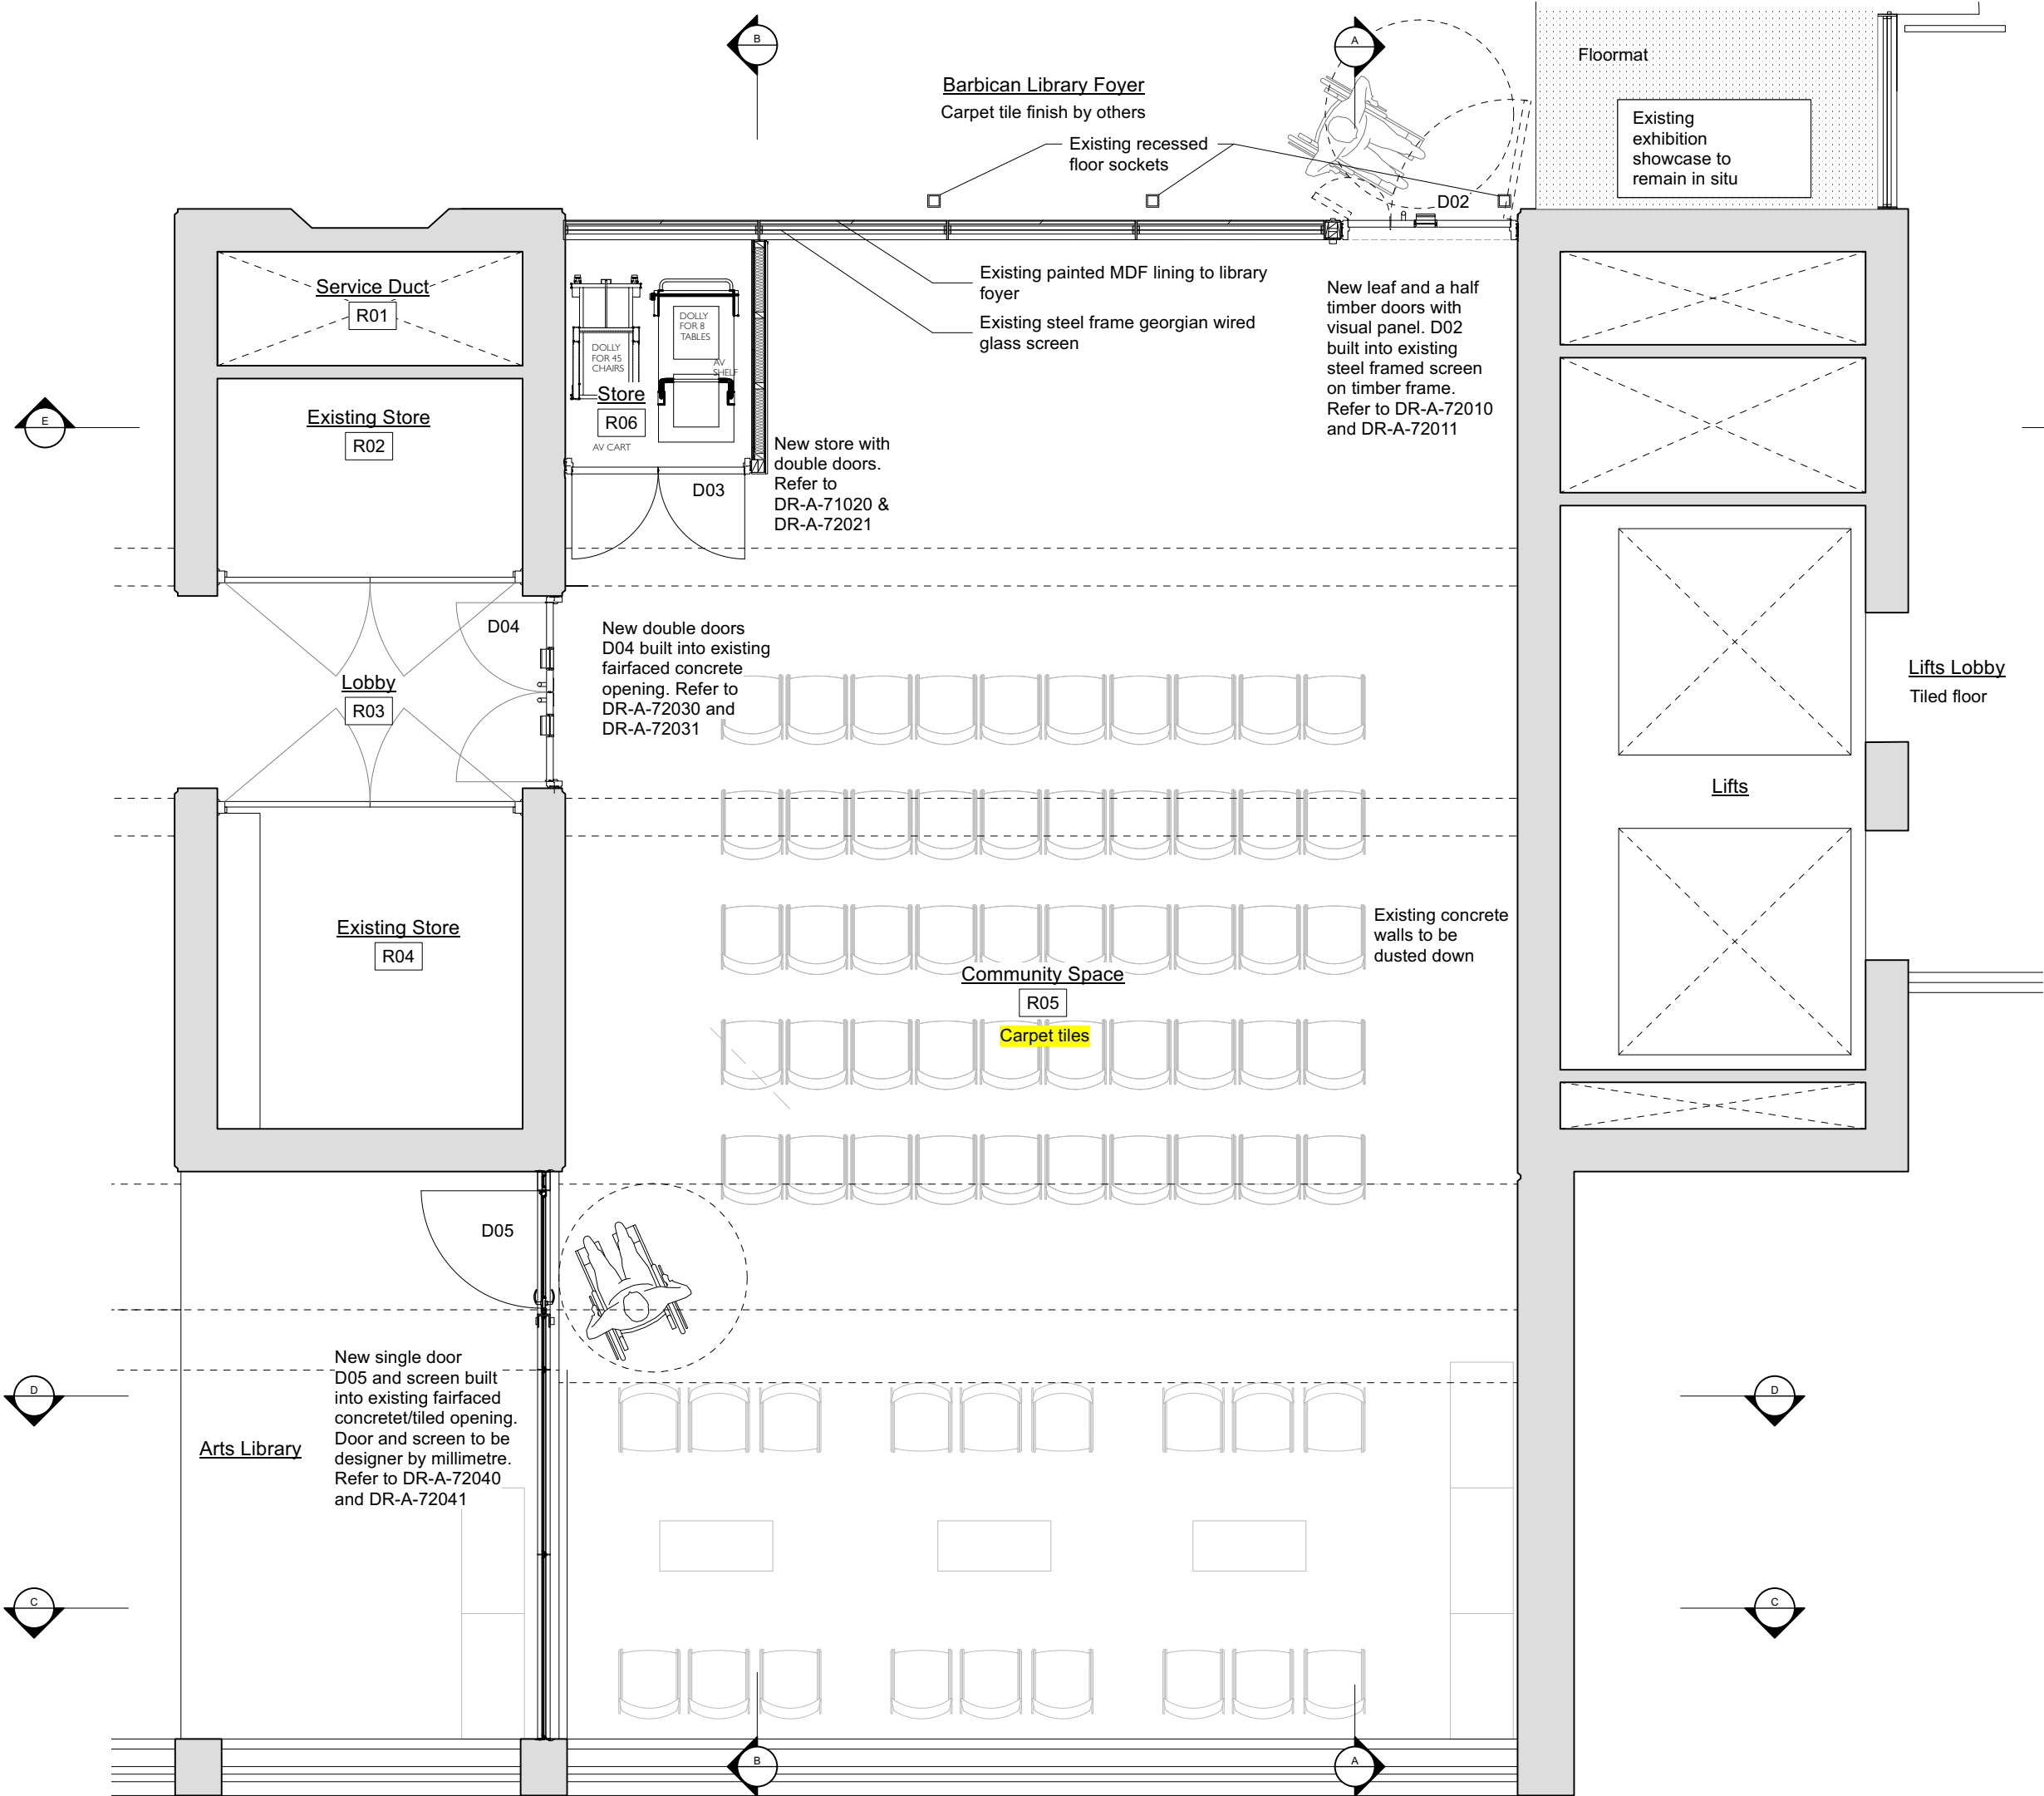 B
A
Floormat
Barbican Library Foyer
Carpet tile finish by others
Existing recessed
floor sockets
Existing
exhibition
showcase to
remain in situ
D02
Service Duct
R01
Existing painted MDF lining to library
foyer
Existing steel frame georgian wired
glass screen
New leaf and a half
timber doors with
visual panel. D02
built into existing
steel framed screen
on timber frame.
Refer to DR-A-72010
and DR-A-72011
DOLLY
FOR 8
TABLES
DOLLY
FOR 45
CHAIRS
AV
SHELF
Store
R06
AV CART
E
Existing Store
R02
New store with
double doors.
Refer to
DR-A-71020 &
DR-A-72021
D03
D04
New double doors
D04 built into existing
fairfaced concrete
opening. Refer to
DR-A-72030 and
DR-A-72031
Lobby
R03
Lifts Lobby
Tiled floor
Lifts
Existing Store
R04
Existing concrete
walls to be
dusted down
Community Space
R05
Carpet tiles
D05
New single door
D05 and screen built
into existing fairfaced
concretet/tiled opening.
Door and screen to be
designer by millimetre.
Refer to DR-A-72040
and DR-A-72041
Arts Library
D
D
C
C
B
A